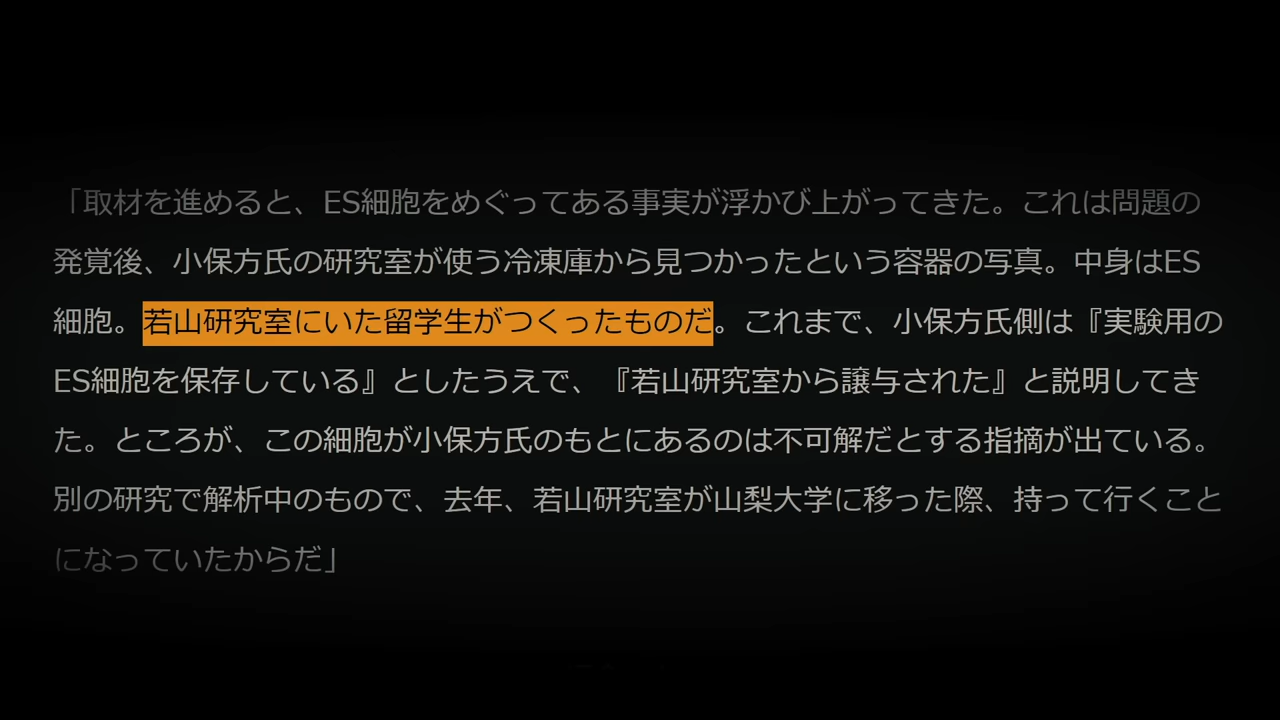 「取材を進めると、ES細胞をめぐってある事実が浮かび上がってきた。これは問題の
発覚後、小保方氏の研究室が使う冷凍庫から見つかったという容器の写真。中身はES
細胞。若山研究室にいた留学生がつくったものだ。これまで、小保方氏側は『実験用の
ES細胞を保存している』としたうえで、『若山研究室から譲与された』と説明してき
た。ところが、この細胞が小保方氏のもとにあるのは不可解だとする指摘が出ている。
別の研究で解析中のもので、去年、若山研究室が山梨大学に移った際、持って行くこと
になっていたからだ」